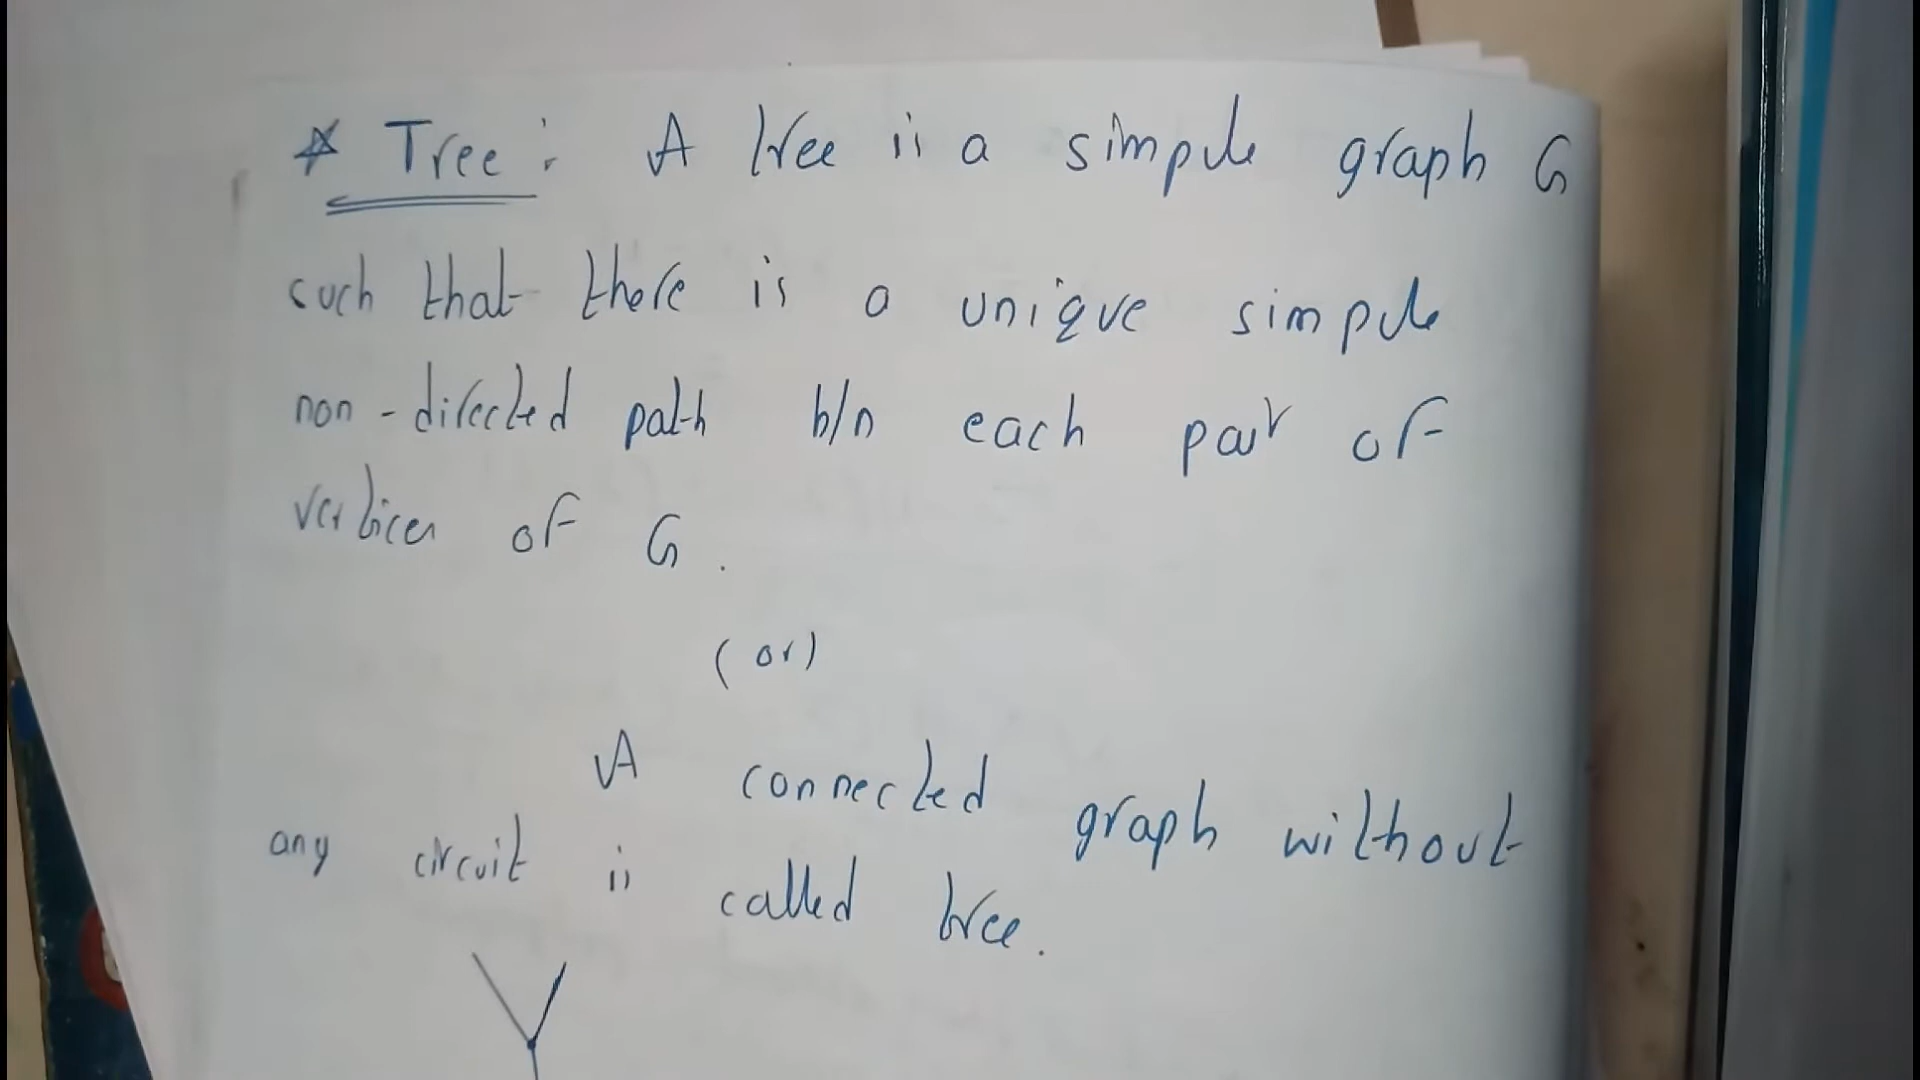 * Tree : A tree is a simple graph G
such that there is a unique simple
non-directed path b/n each pair of
vertices of G.
(or)
A connected graph without
any circuit is called tree.